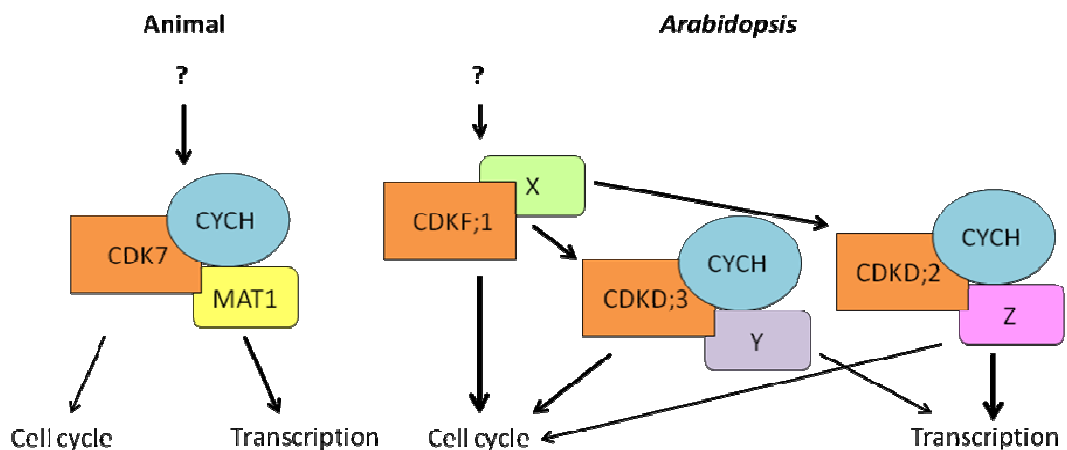 Animal
Arabidopsis
?
?
CYCH
CDK7
MAT1
X
CDKF;1
CYCH
CDKD;3
Y
CYCH
CDKD;2
Z
Cell cycle
Transcription
Cell cycle
Transcription